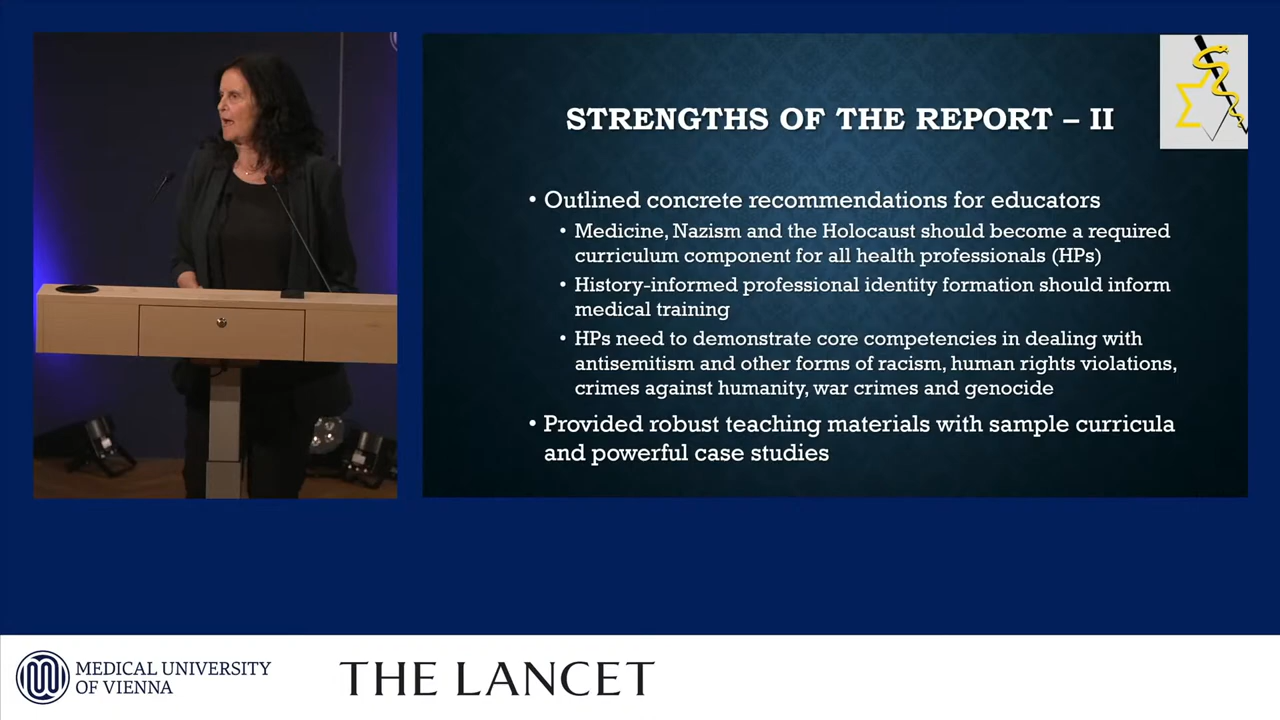 STRENGTHS OF THE REPORT – II
• Outlined concrete recommendations for educators
• Medicine, Nazism and the Holocaust should become a required
curriculum component for all health professionals (HPs)
• History-informed professional identity formation should inform
medical training
• HPs need to demonstrate core competencies in dealing with
antisemitism and other forms of racism, human rights violations,
crimes against humanity, war crimes and genocide
• Provided robust teaching materials with sample curricula
and powerful case studies
MEDICAL UNIVERSITY
OF VIENNA
THE LANCET